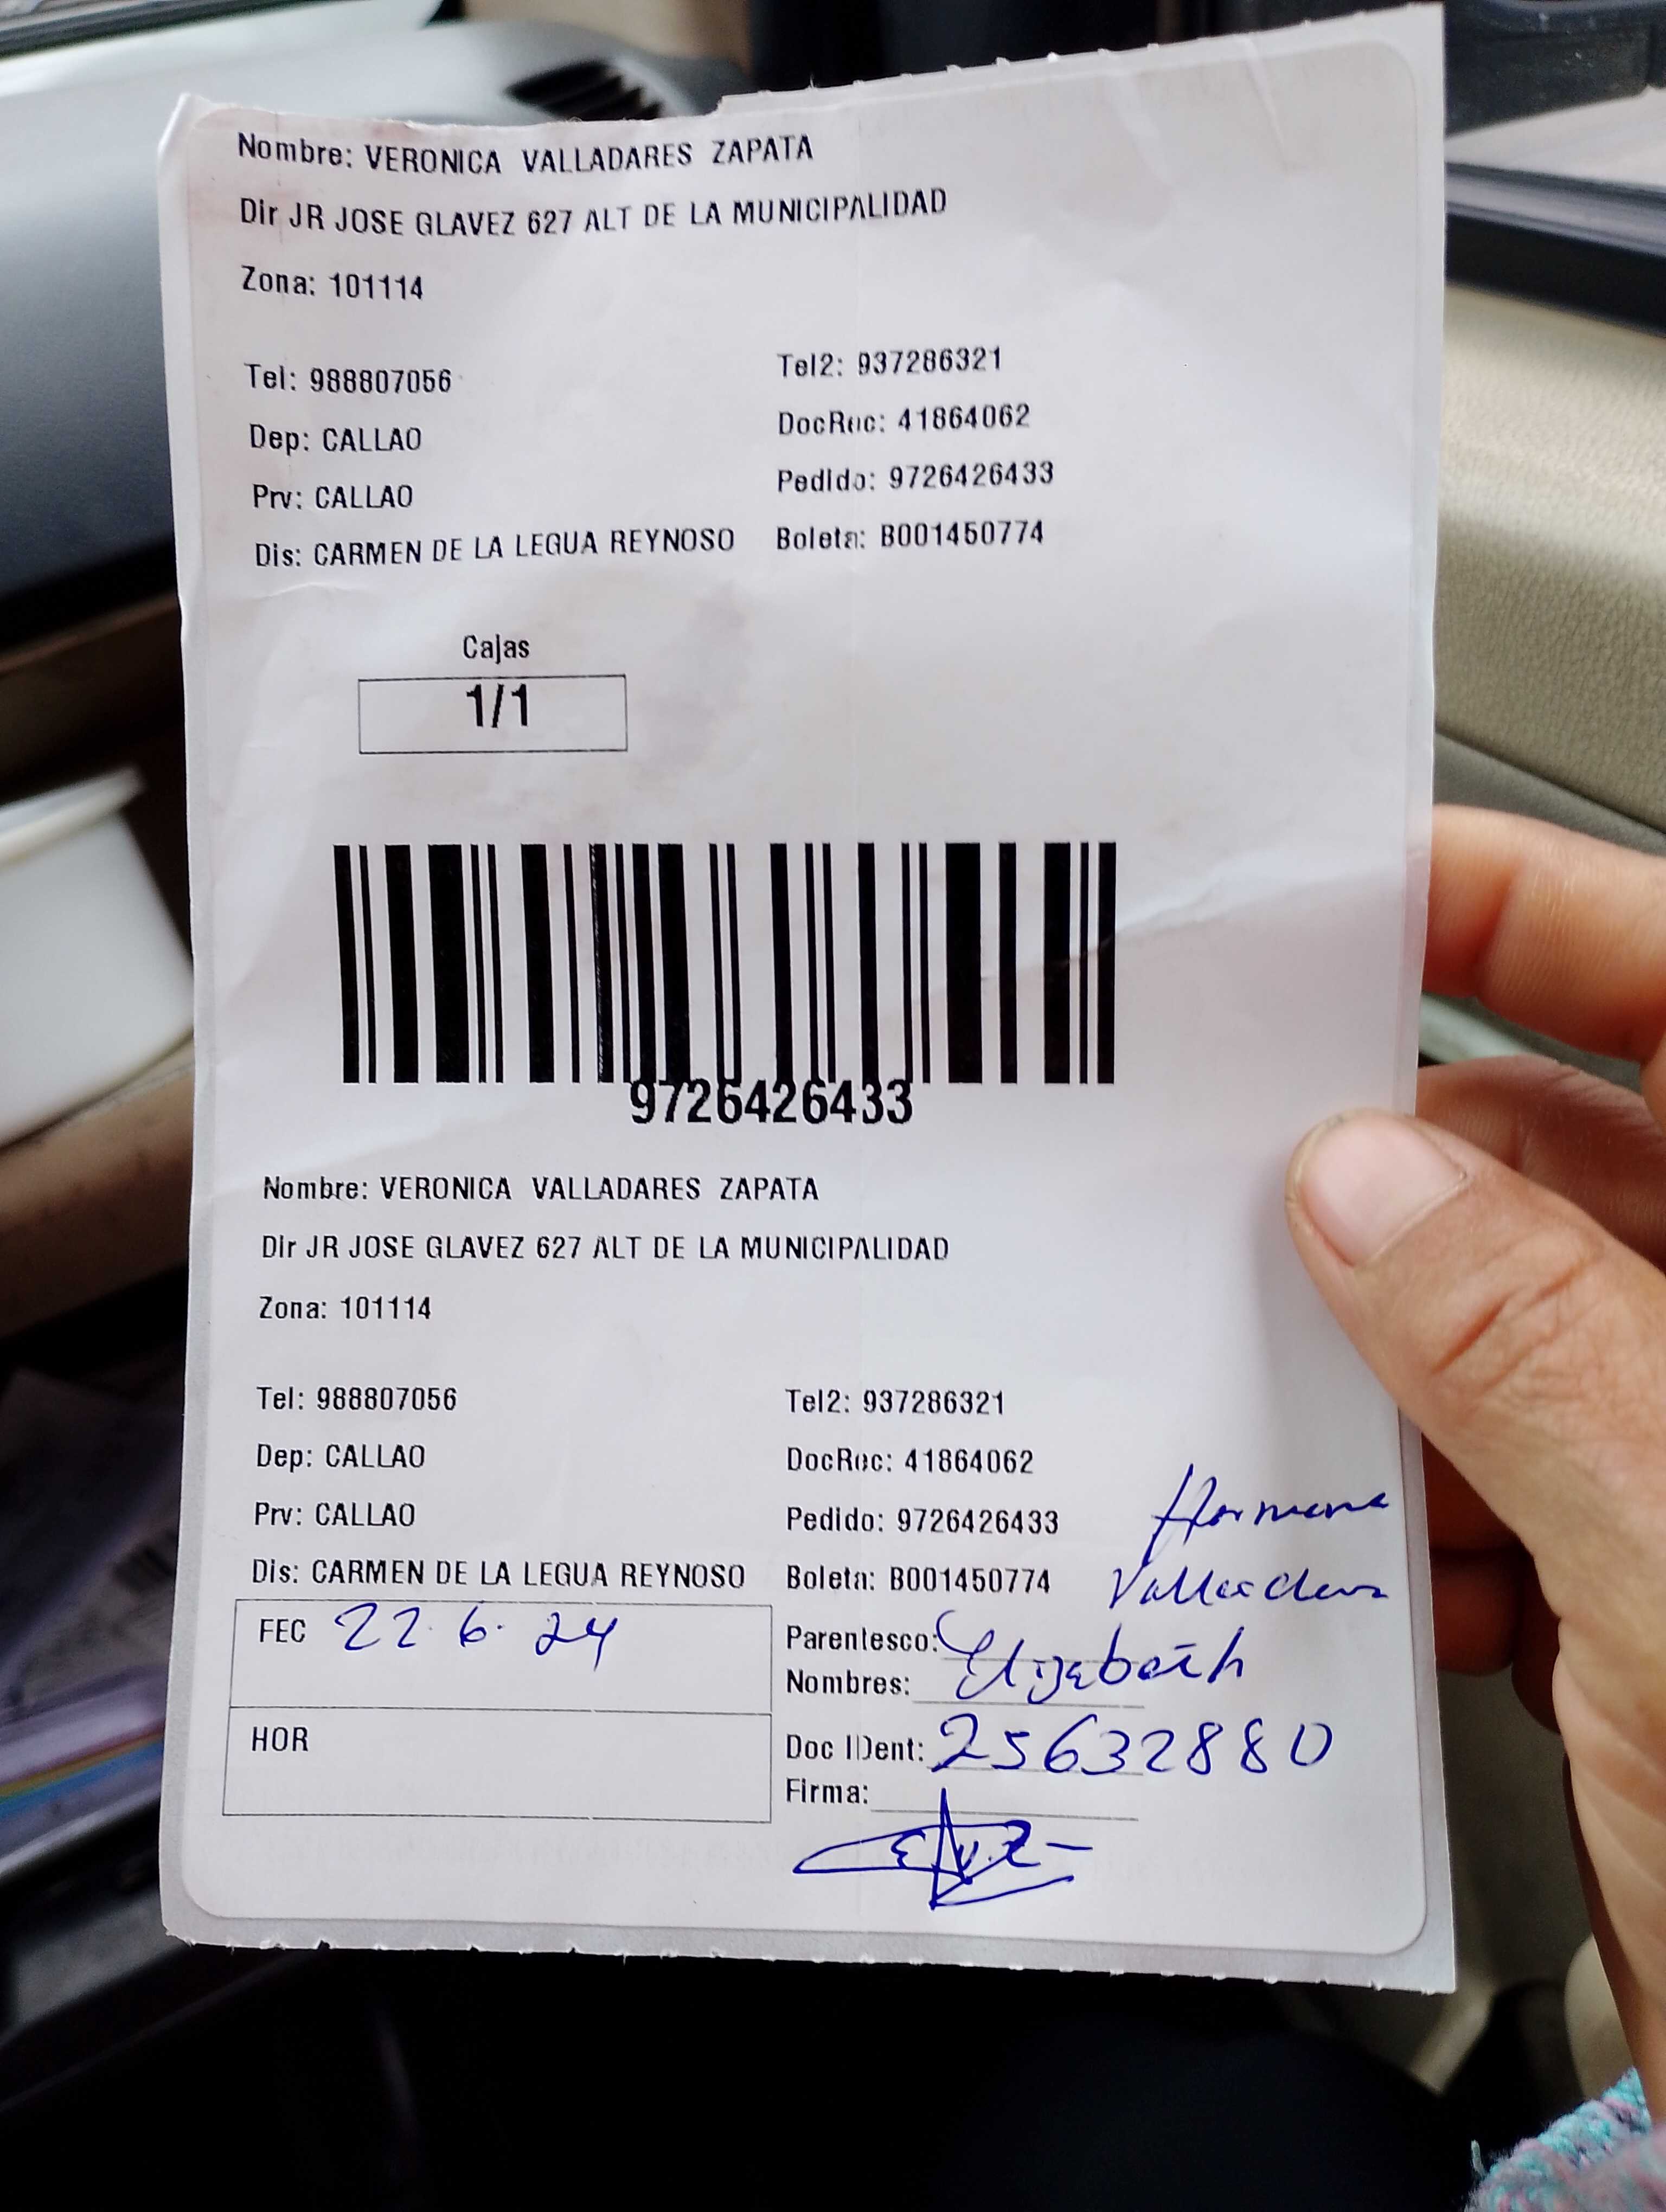 Nombre: VERONICA VALLADARES ZAPATA
Dir JR JOSE GLAVEZ 627 ALT DE LA MUNICIPALIDAD
Zona: 101114
Tel: 988807056 Tel2: 937286321
Dep: CALLAO DocRec: 41864062
Prv: CALLAO Pedido: 9726426433
Dis: CARMEN DE LA LEGUA REYNOSO Boleta: B001450774
Cajas
1/1
9726426433
Nombre: VERONICA VALLADARES ZAPATA
Dir JR JOSE GLAVEZ 627 ALT DE LA MUNICIPALIDAD
Zona: 101114
Tel: 988807056 Tel2: 937286321
Dep: CALLAO DocRec: 41864062
Prv: CALLAO Pedido: 9726426433 Hermana
Dis: CARMEN DE LA LEGUA REYNOSO Boleta: B001450774 Valladares
FEC 22.6.24 Parentesco:
Nombres: Elizabeth
HOR Doc IDent: 25632880
Firma: